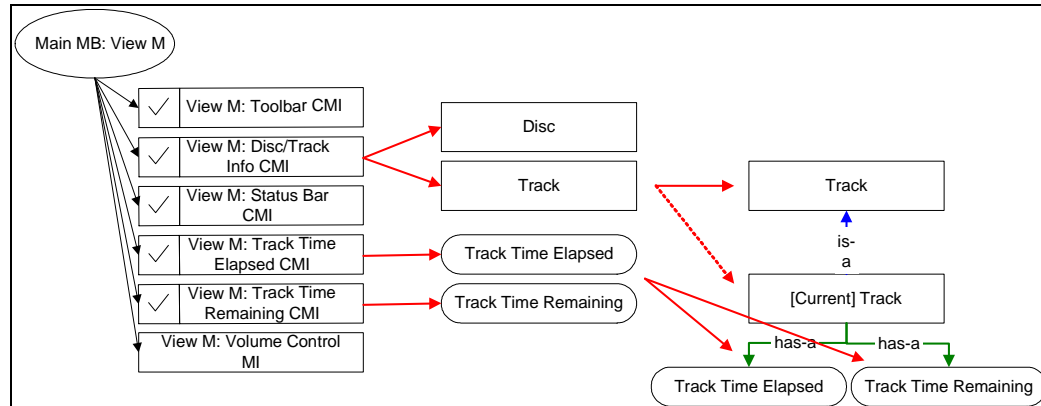 Main MB: View M
View M: Toolbar CMI
View M: Disc/Track
Info CMI
View M: Status Bar
CMI
View M: Track Time
Elapsed CMI
View M: Track Time
Remaining CMI
View M: Volume Control
MI
Disc
Track
Track Time Elapsed
Track Time Remaining
Track
is-
a
[Current] Track
has-a
has-a
Track Time Elapsed
Track Time Remaining